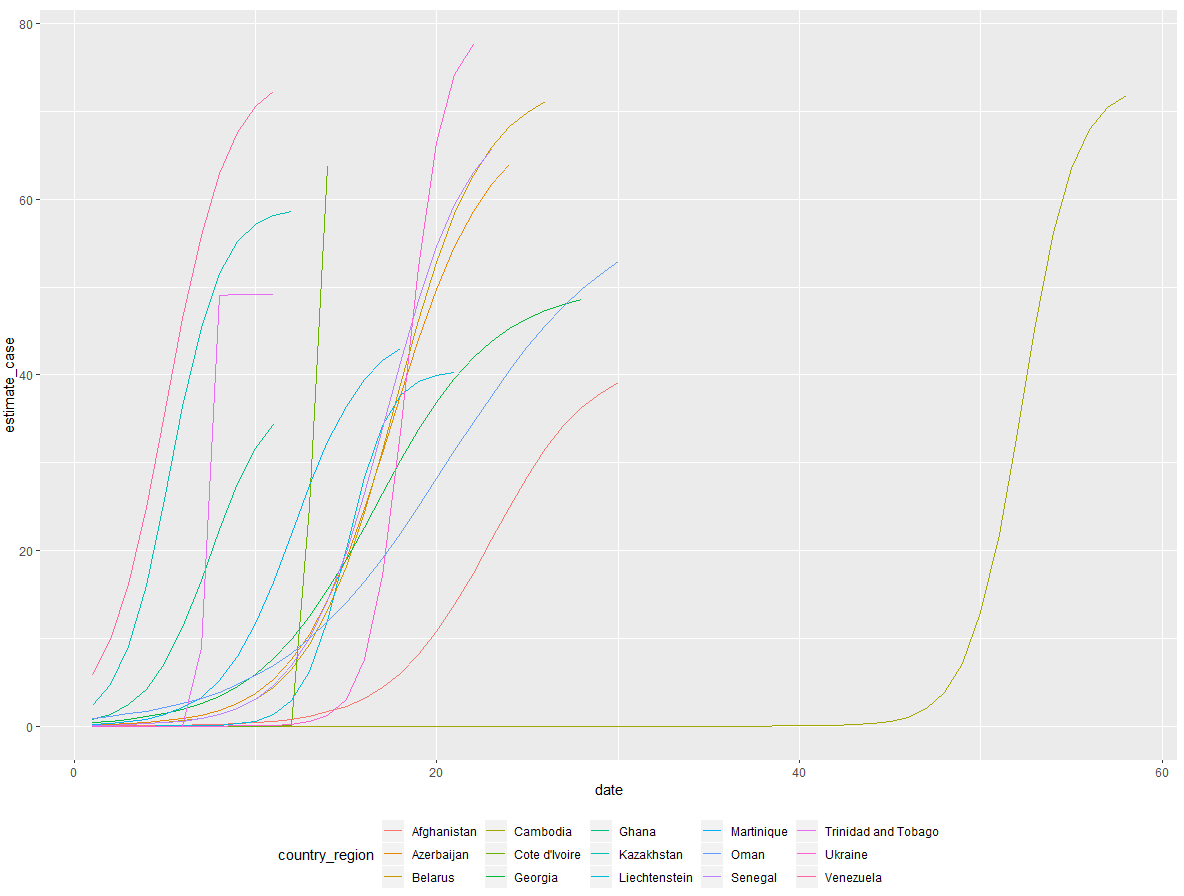 80
60
40
20
0
estimate_case
0 20 40 60
date
country_region
Afghanistan Cambodia Ghana Martinique Trinidad and Tobago
Azerbaijan Cote d'Ivoire Kazakhstan Oman Ukraine
Belarus Georgia Liechtenstein Senegal Venezuela